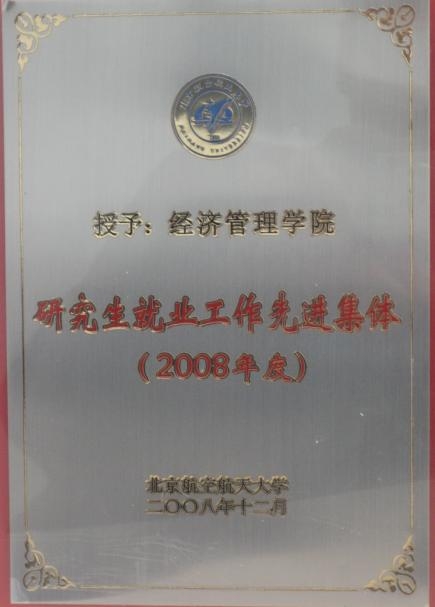 授予：经济管理学院
研究生就业工作先进集体
（2008年度）
北京航空航天大学
二〇〇八年十二月